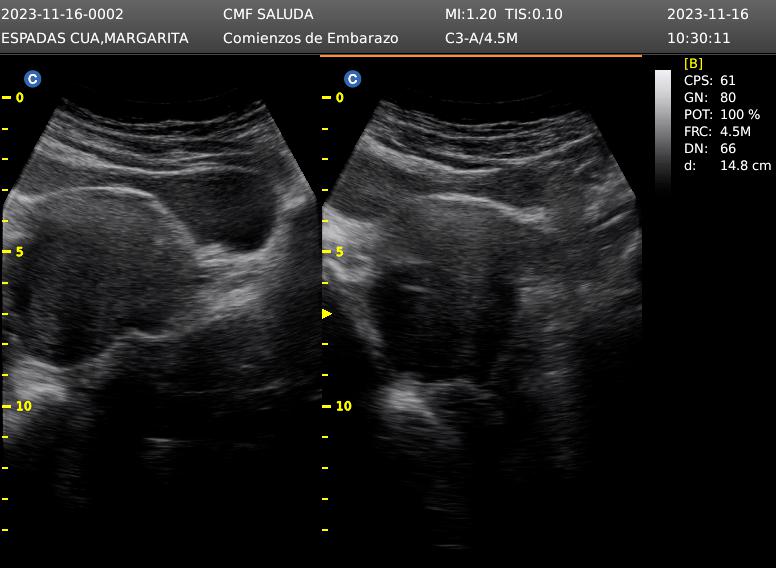 2023-11-16-0002 CMF SALUDA MI:1.20 TIS:0.10 2023-11-16
ESPADAS CUA,MARGARITA Comienzos de Embarazo C3-A/4.5M 10:30:11
C
C
[B]
CPS: 61
GN: 80
POT: 100 %
FRC: 4.5M
DN: 66
d: 14.8 cm
0
0
5
5
10
10